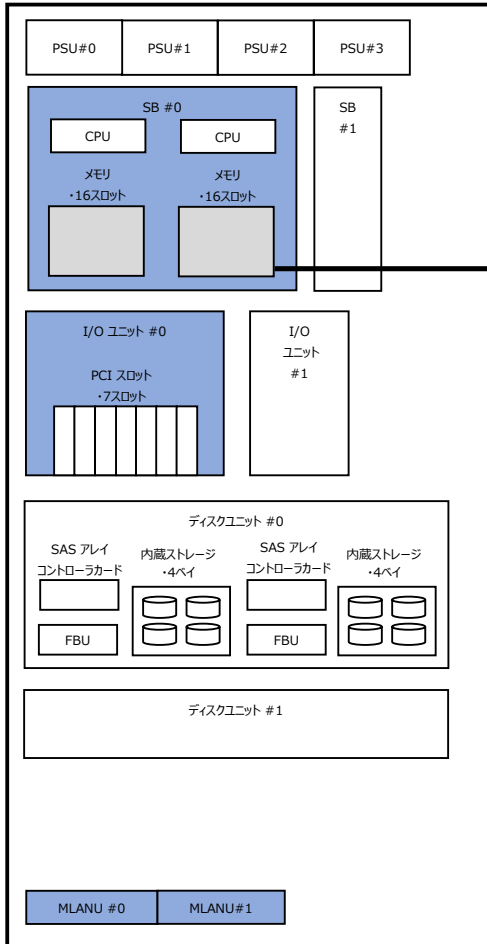 PSU#0
PSU#1
PSU#2
PSU#3
SB #0
CPU
CPU
メモリ
・16スロット
メモリ
・16スロット
SB
#1
I/O ユニット #0
PCI スロット
・7スロット
I/O
ユニット
#1
ディスクユニット #0
SAS アレイ
コントローラカード
FBU
内蔵ストレージ
・4ベイ
SAS アレイ
コントローラカード
FBU
内蔵ストレージ
・4ベイ
ディスクユニット #1
MLANU #0
MLANU#1